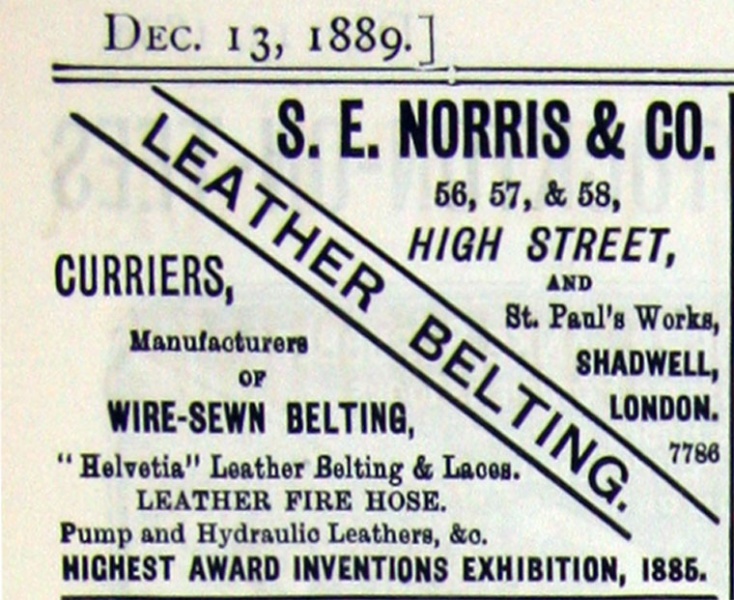 DEC. 13, 1889.]
S. E. NORRIS & CO.
56, 57, & 58,
HIGH STREET,
AND
St. Paul's Works,
SHADWELL,
LONDON.
7786
LEATHER BELTING.
CURRIERS,
Manufacturers
OF
WIRE-SEWN BELTING,
"Helvetia" Leather Belting & Laces.
LEATHER FIRE HOSE.
Pump and Hydraulic Leathers, &c.
HIGHEST AWARD INVENTIONS EXHIBITION, 1885.